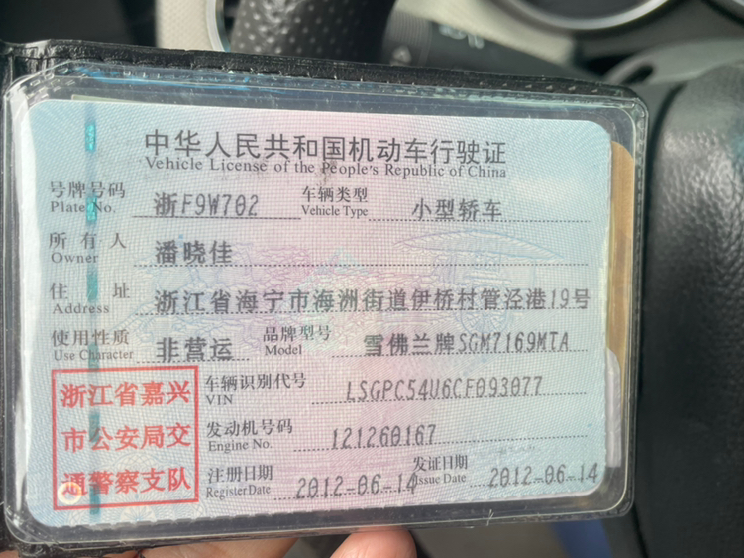 中华人民共和国机动车行驶证
Vehicle License of the People's Republic of China
号牌号码 浙F9W702 车辆类型 小型轿车
Plate No. Vehicle Type
所有人 潘晓佳
Owner
住址 浙江省海宁市海洲街道伊桥村管泾港19号
Address
使用性质 非营运 品牌型号 雪佛兰牌SGM7169MTA
Use Character Model
浙江省嘉兴
市公安局交
通警察支队
车辆识别代号 LSGPC54U6CF093077
VIN
发动机号码 121260167
Engine No.
注册日期 2012-06-14 发证日期 2012-06-14
Register Date Issue Date